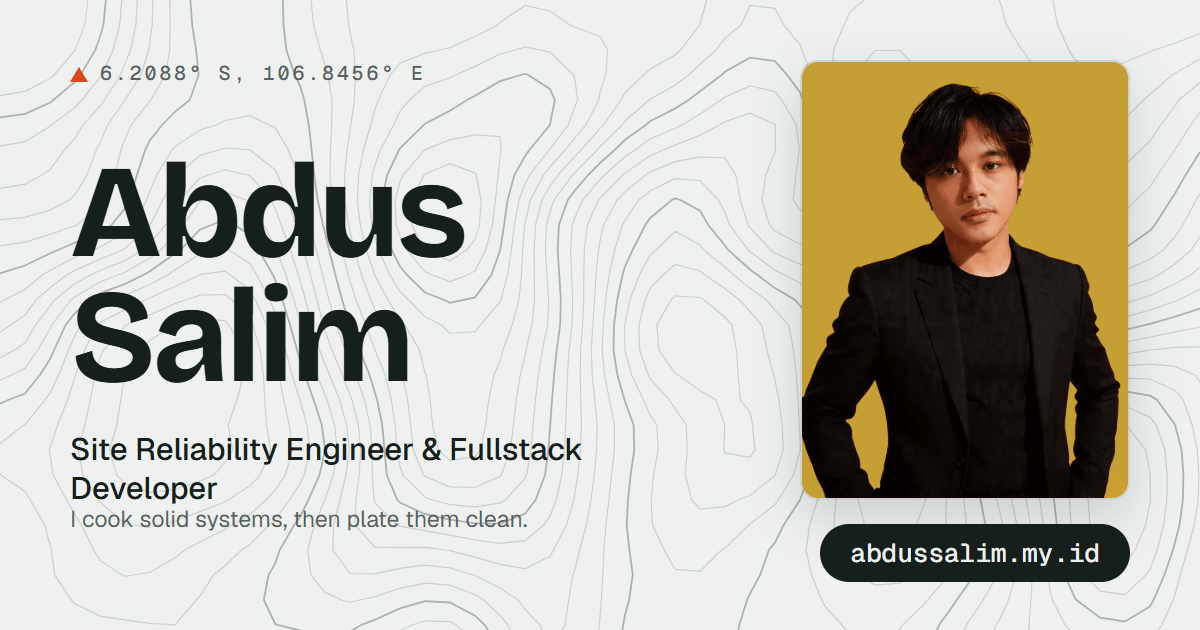 6.2088° S, 106.8456° E
Abdus
Salim
Site Reliability Engineer & Fullstack
Developer
I cook solid systems, then plate them clean.
abdussalim.my.id